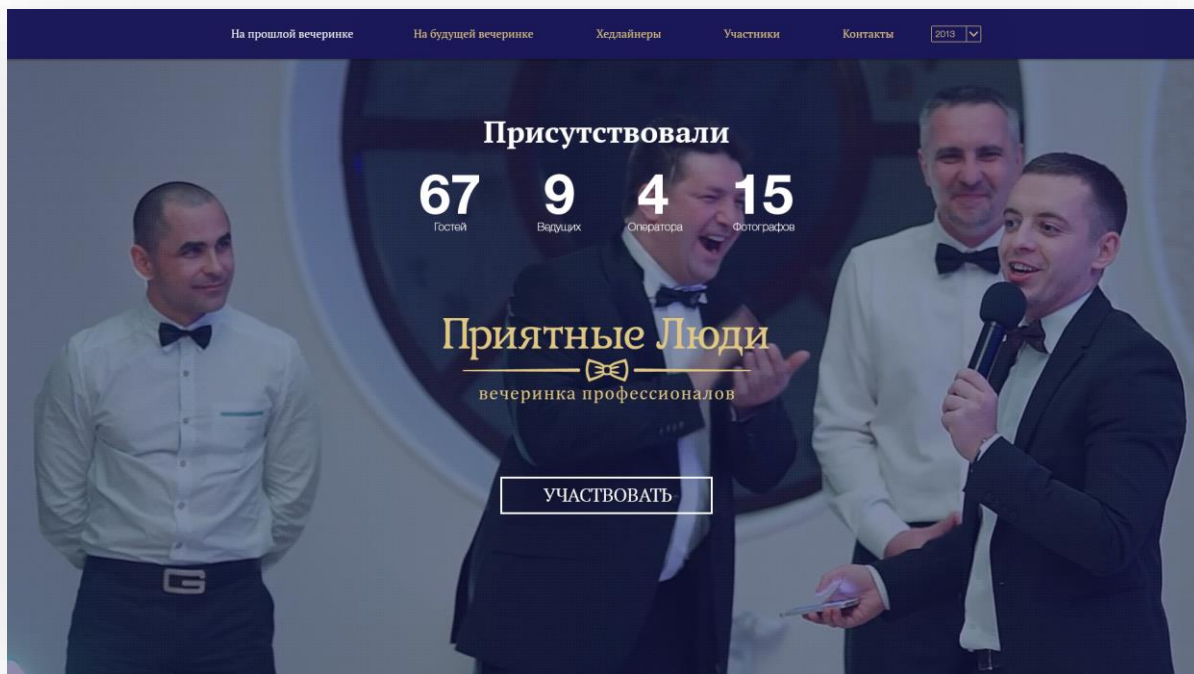 На прошлой вечеринке На будущей вечеринке Хедлайнеры Участники Контакты 2013
Присутствовали
67 9 4 15
Гостей Ведущих Оператора Фотографов
Приятные Люди
вечеринка профессионалов
УЧАСТВОВАТЬ